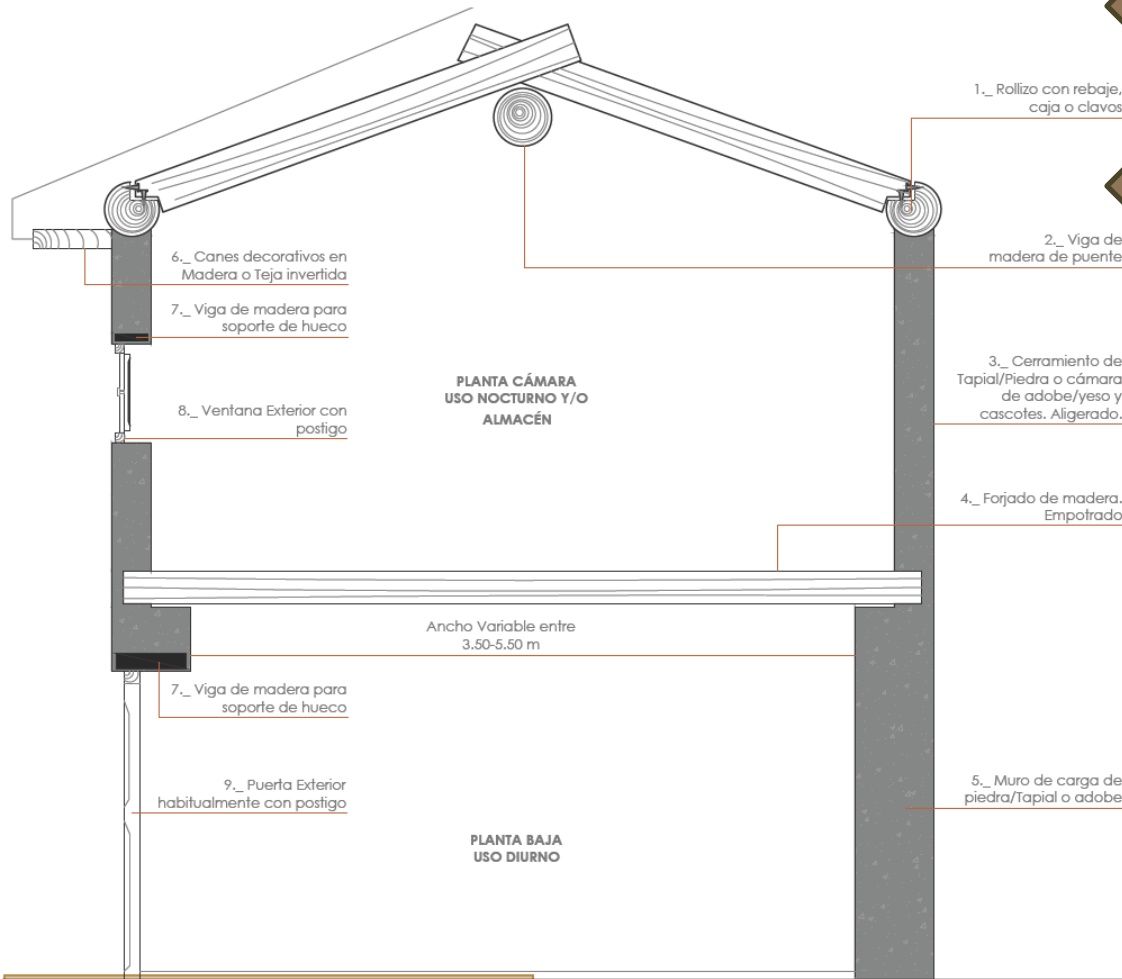 1._ Rollizo con rebaje,
caja o clavos
2._ Viga de
madera de puente
6._ Canes decorativos en
Madera o Teja invertida
7._ Viga de madera para
soporte de hueco
3._ Cerramiento de
Tapial/Piedra o cámara
de adobe/yeso y
cascotes. Aligerado.
PLANTA CÁMARA
USO NOCTURNO Y/O
ALMACÉN
8._ Ventana Exterior con
postigo
4._ Forjado de madera.
Empotrado
Ancho Variable entre
3.50-5.50 m
7._ Viga de madera para
soporte de hueco
9._ Puerta Exterior
habitualmente con postigo
5._ Muro de carga de
piedra/Tapial o adobe
PLANTA BAJA
USO DIURNO